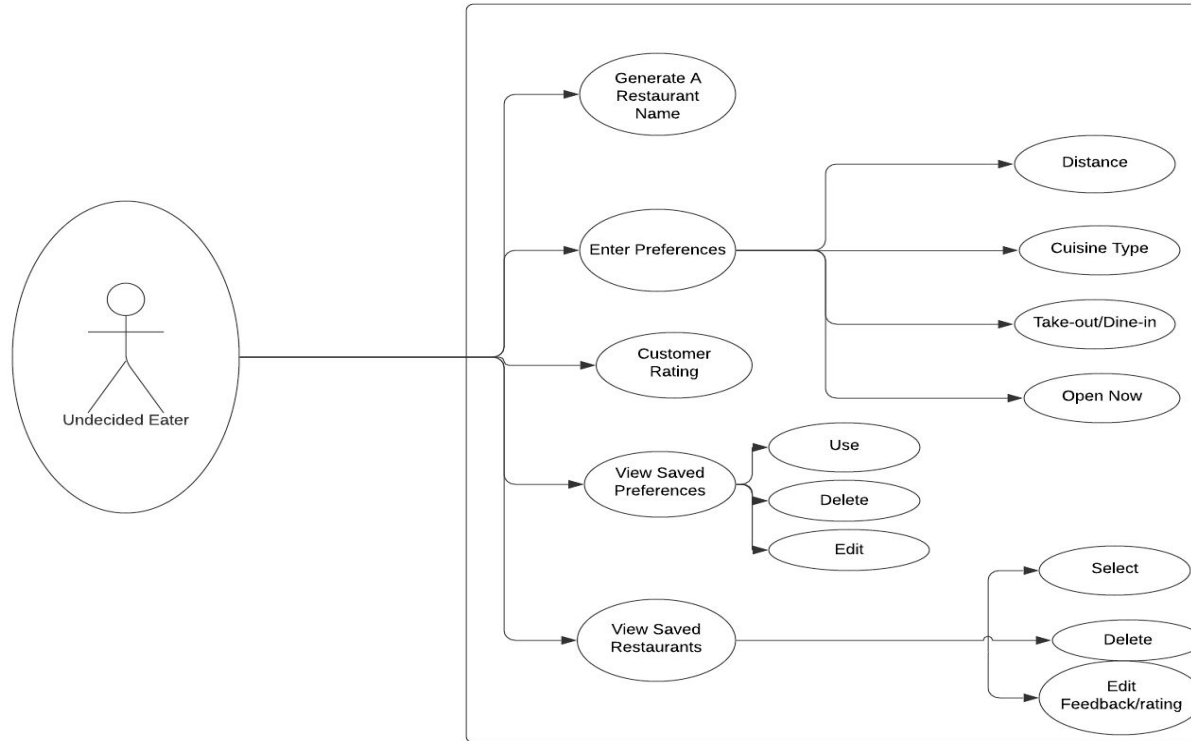 Generate A
Restaurant
Name
Distance
Enter Preferences
Cuisine Type
Take-out/Dine-in
Customer
Rating
Open Now
Undecided Eater
Use
View Saved
Preferences
Delete
Edit
Select
View Saved
Restaurants
Delete
Edit
Feedback/rating